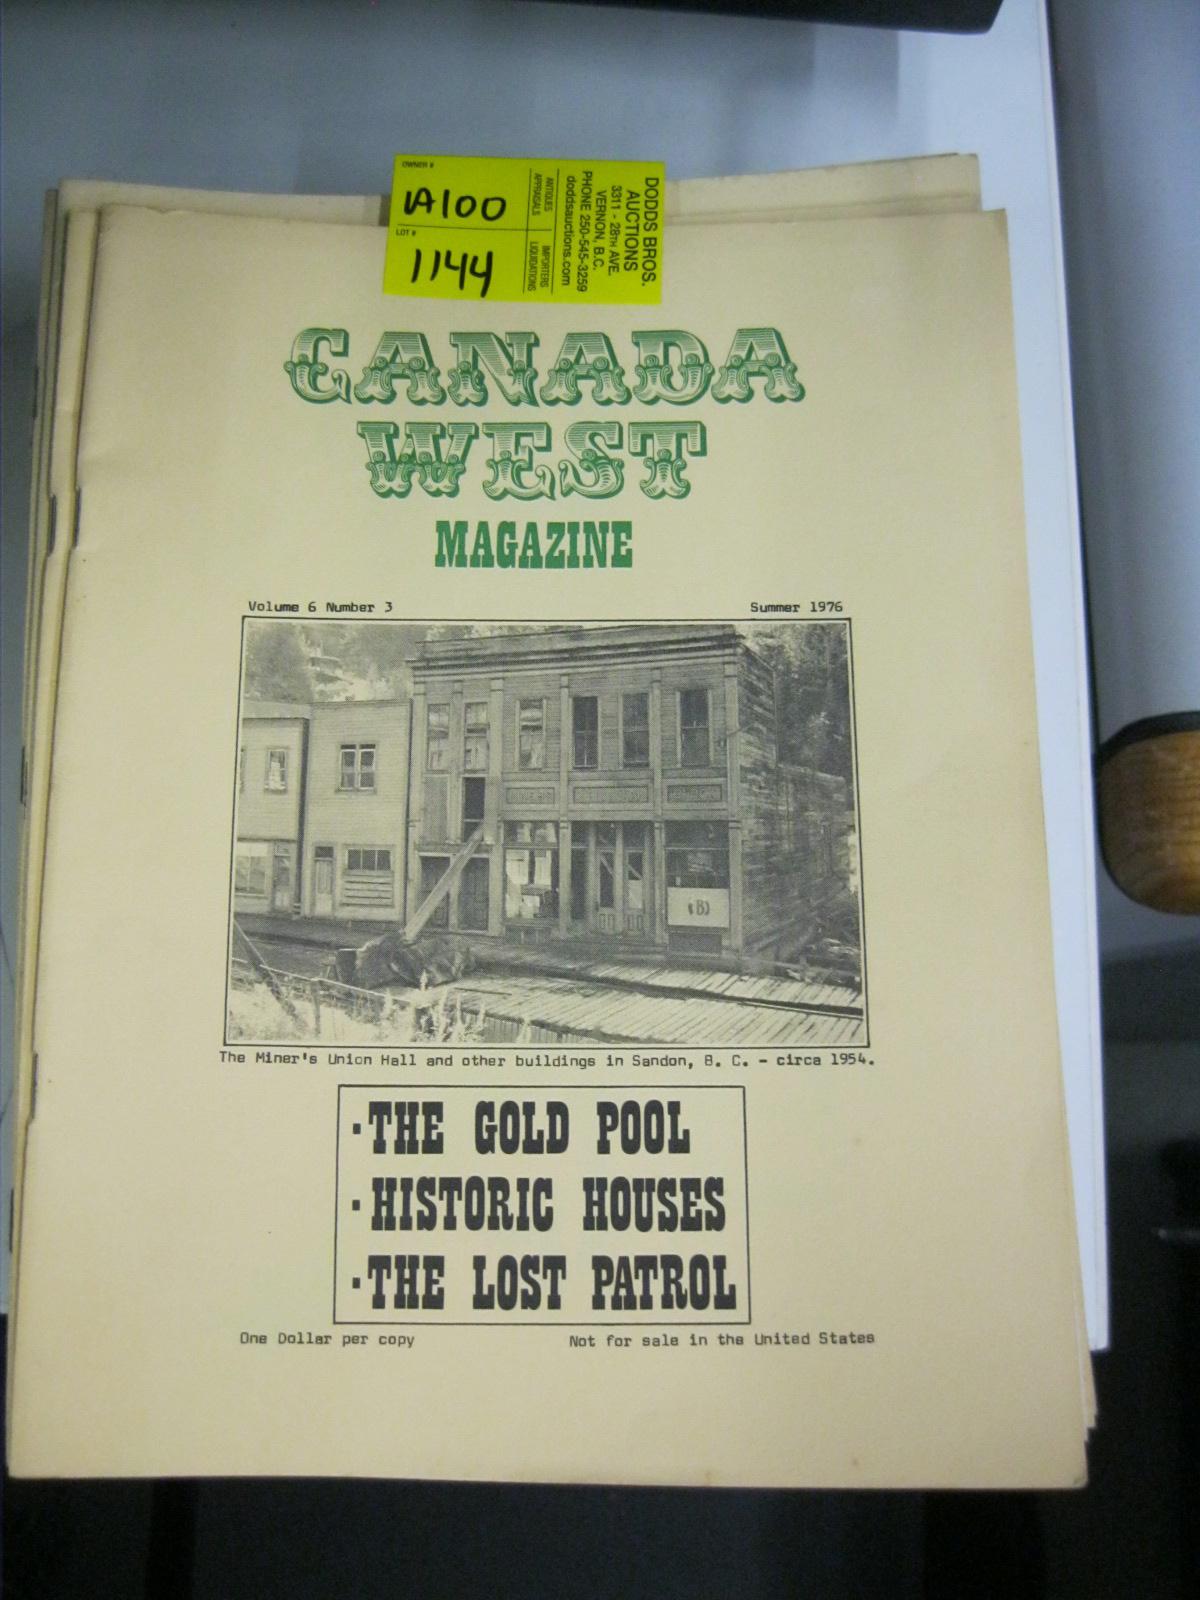 OWNER #
1A100
LOT #
1144
ANTIQUES
APPRAISALS
IMPORTERS
LIQUIDATIONS
DODDS BROS.
AUCTIONS
3311 - 28TH AVE.
VERNON, B.C.
PHONE 250-545-3259
doddsauctions.com
CANADA
WEST
MAGAZINE
Volume 6 Number 3
Summer 1976
The Miner's Union Hall and other buildings in Sandon, B. C. - circa 1954.
·THE GOLD POOL
·HISTORIC HOUSES
·THE LOST PATROL
One Dollar per copy
Not for sale in the United States